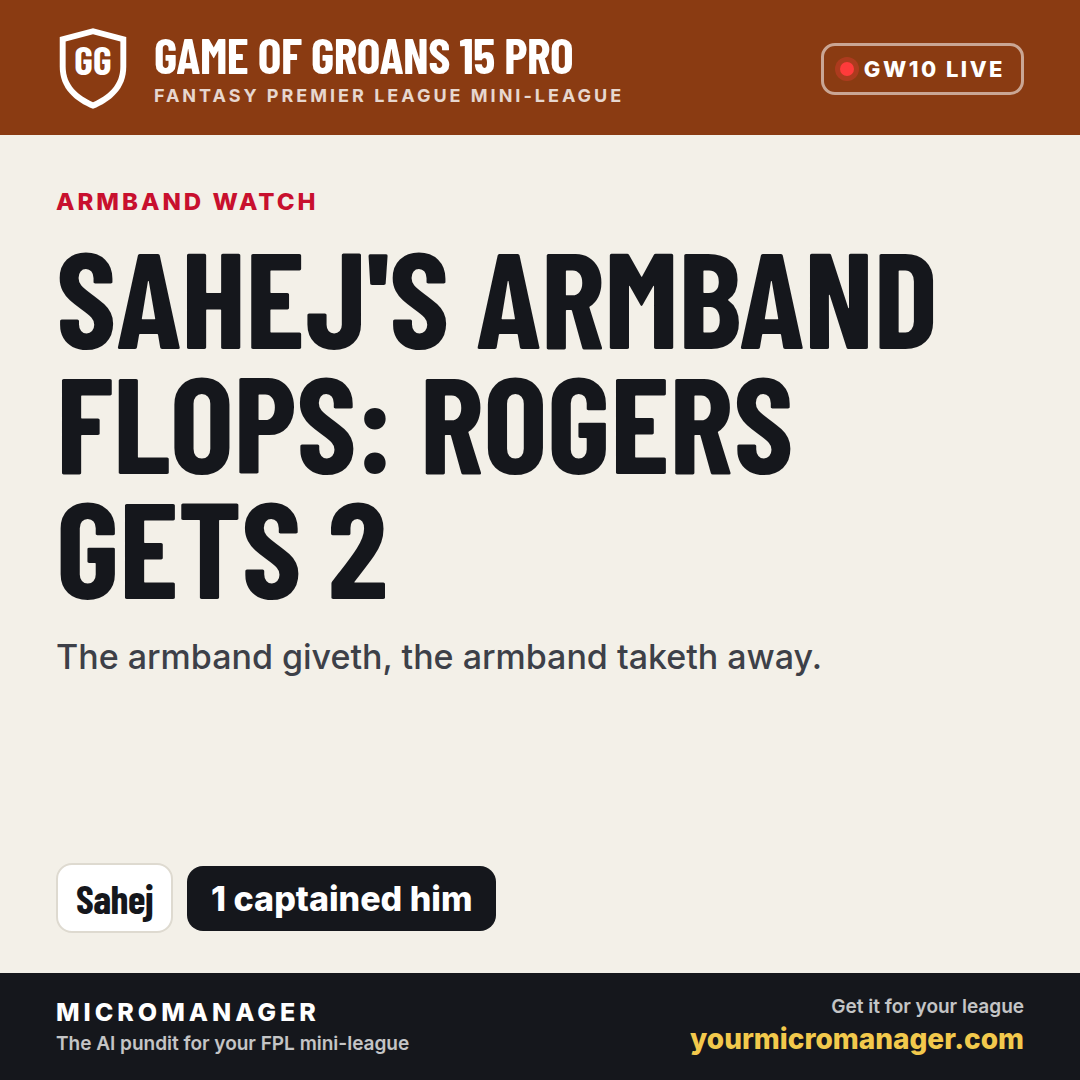 GG
GAME OF GROANS 15 PRO
FANTASY PREMIER LEAGUE MINI-LEAGUE
GW10 LIVE
ARMBAND WATCH
SAHEJ'S ARMBAND
FLOPS: ROGERS
GETS 2
The armband giveth, the armband taketh away.
Sahej
1 captained him
MICROMANAGER
The AI pundit for your FPL mini-league
Get it for your league
yourmicromanager.com